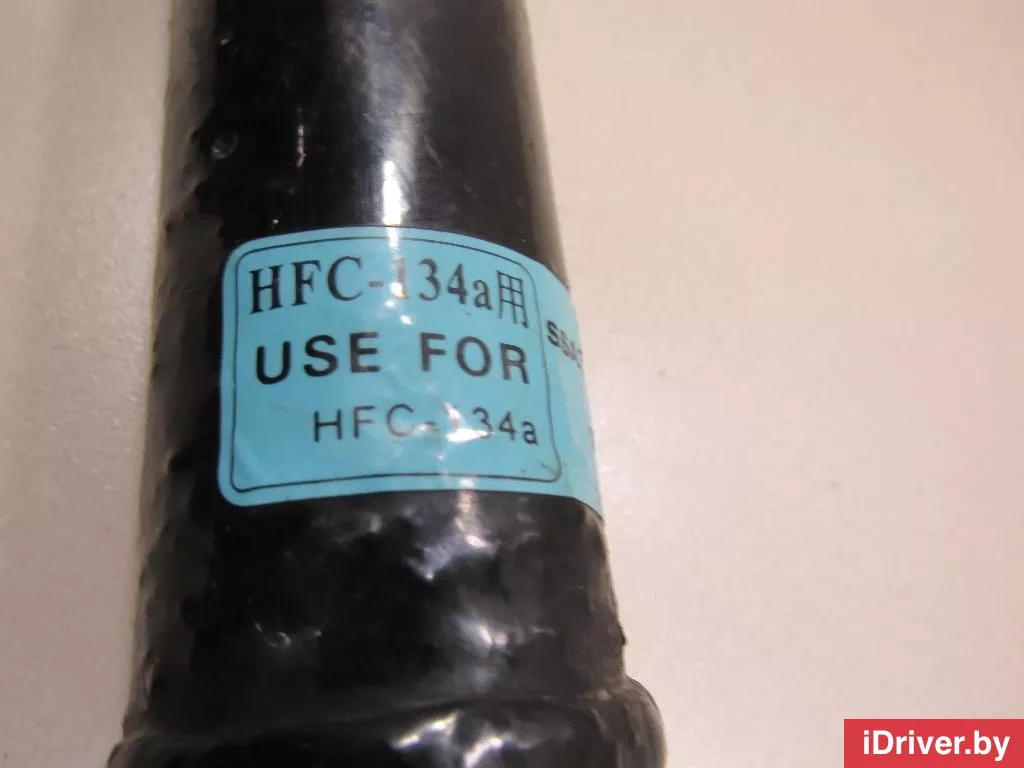 HFC-134a用
USE FOR
HFC-134a
iDriver.by